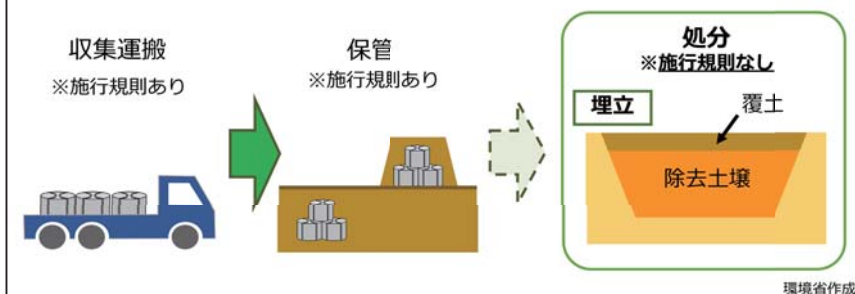 収集運搬
※施行規則あり
保管
※施行規則あり
処分
※施行規則なし
埋立
覆土
除去土壌
環境省作成